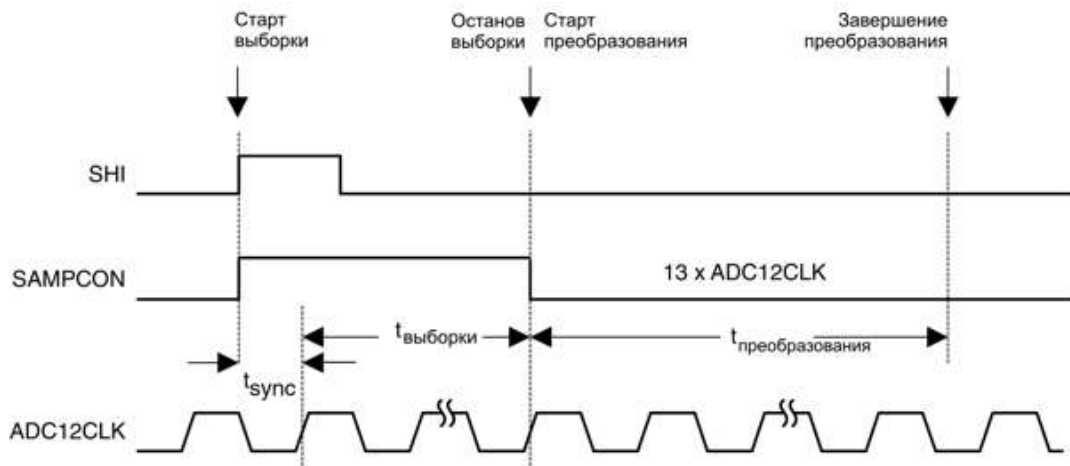 Старт
выборки
Останов
выборки
Старт
преобразования
Завершение
преобразования
SHI
SAMPCON
13 x ADC12CLK
tвыборки
tпреобразования
tsync
ADC12CLK